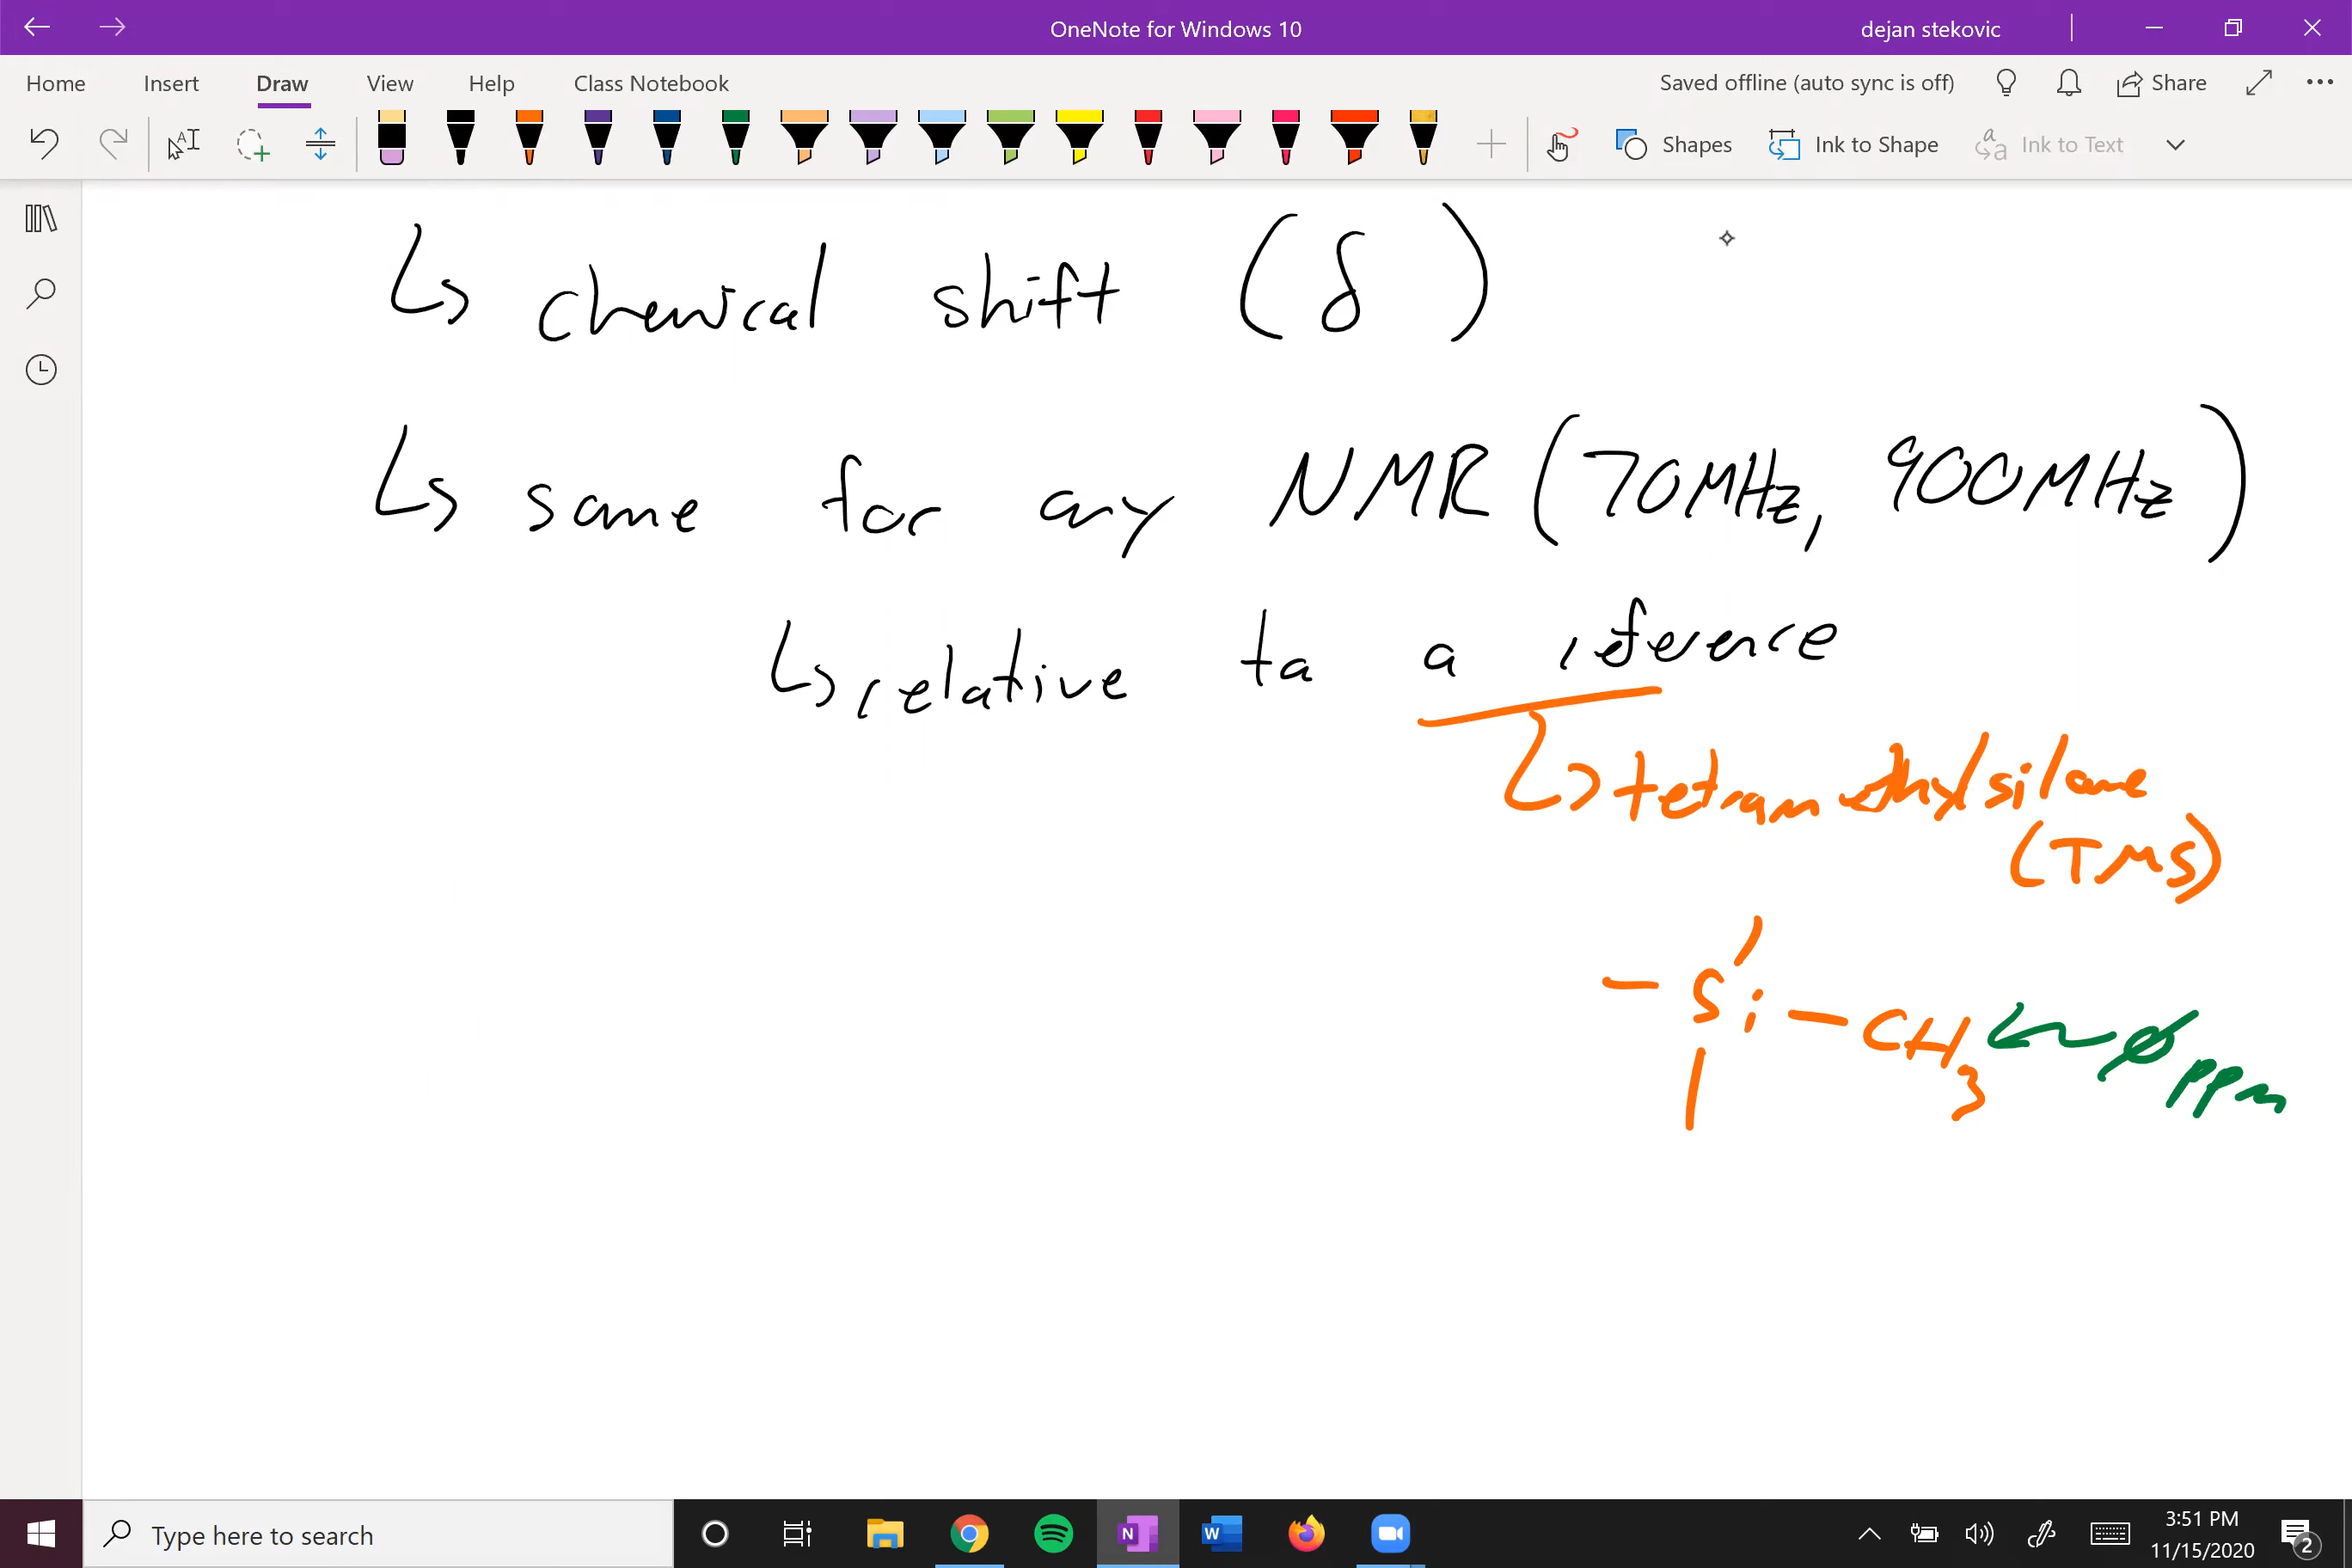 OneNote for Windows 10
dejan stekovic
Home Insert Draw View Help Class Notebook
Saved offline (auto sync is off) Share
Shapes Ink to Shape Ink to Text
chemical shift (δ)
same for any NMR (70MHz, 900MHz)
relative to a reference
tetramethylsilane
(TMS)
- Si - CH3 ← Ø ppm
Type here to search
N W
3:51 PM
11/15/2020
2